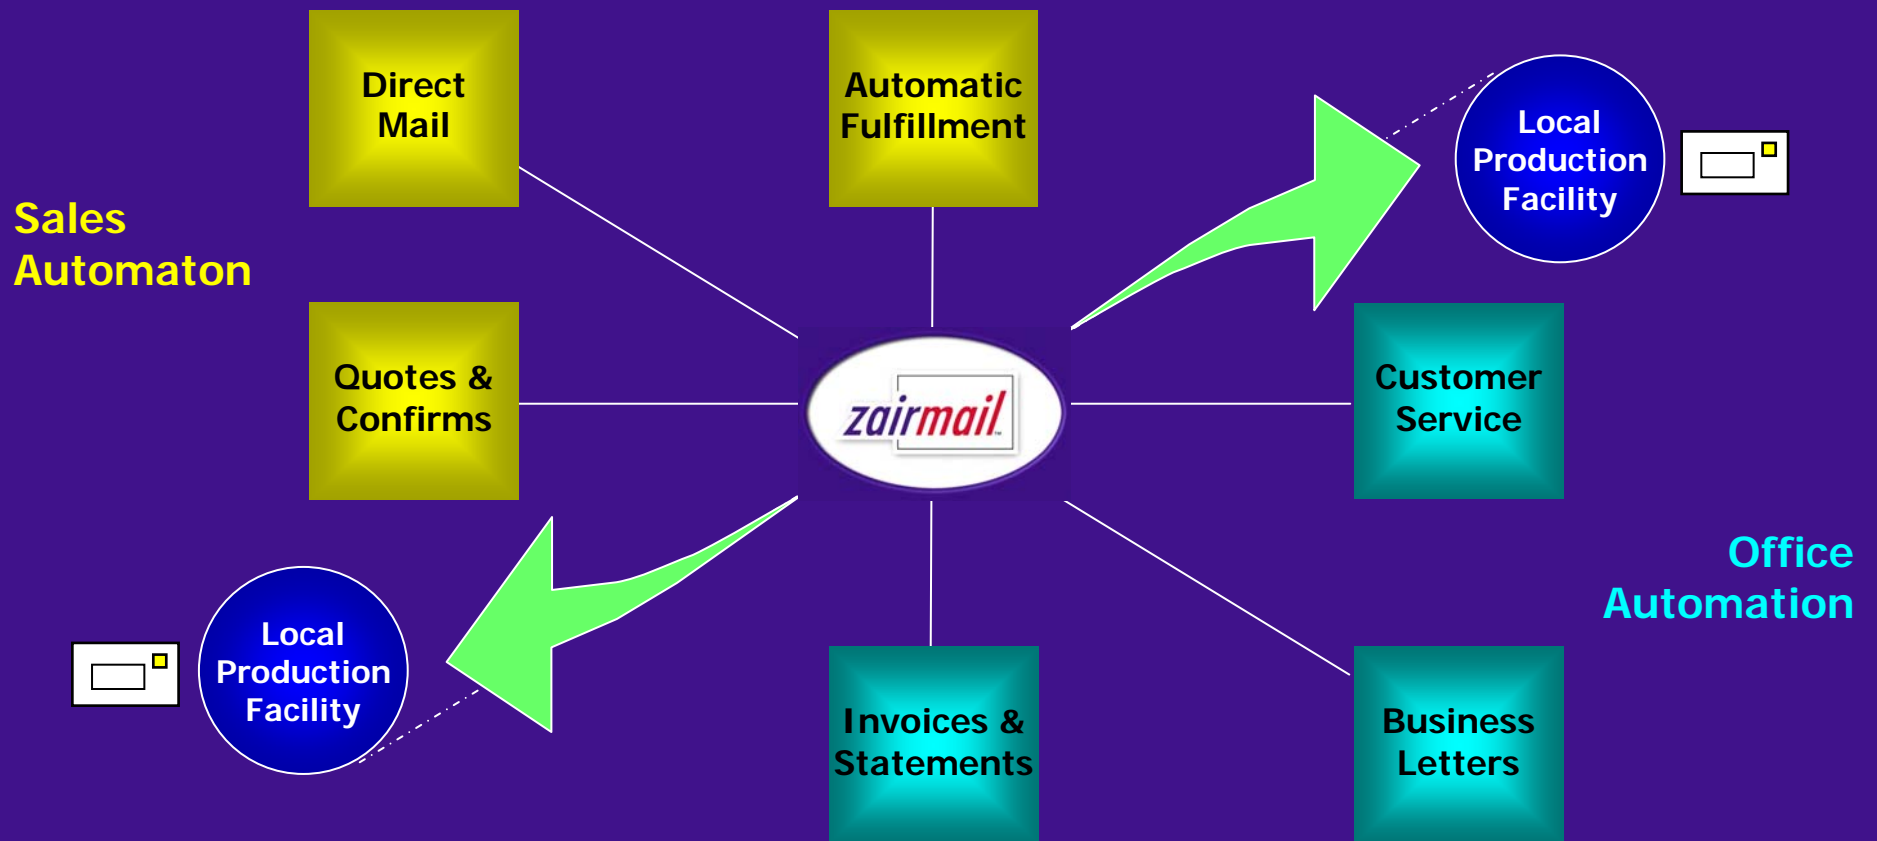 Direct
Mail
Automatic
Fulfillment
Local
Production
Facility
Sales
Automaton
Quotes &
Confirms
zairmail™
Customer
Service
Office
Automation
Local
Production
Facility
Invoices &
Statements
Business
Letters